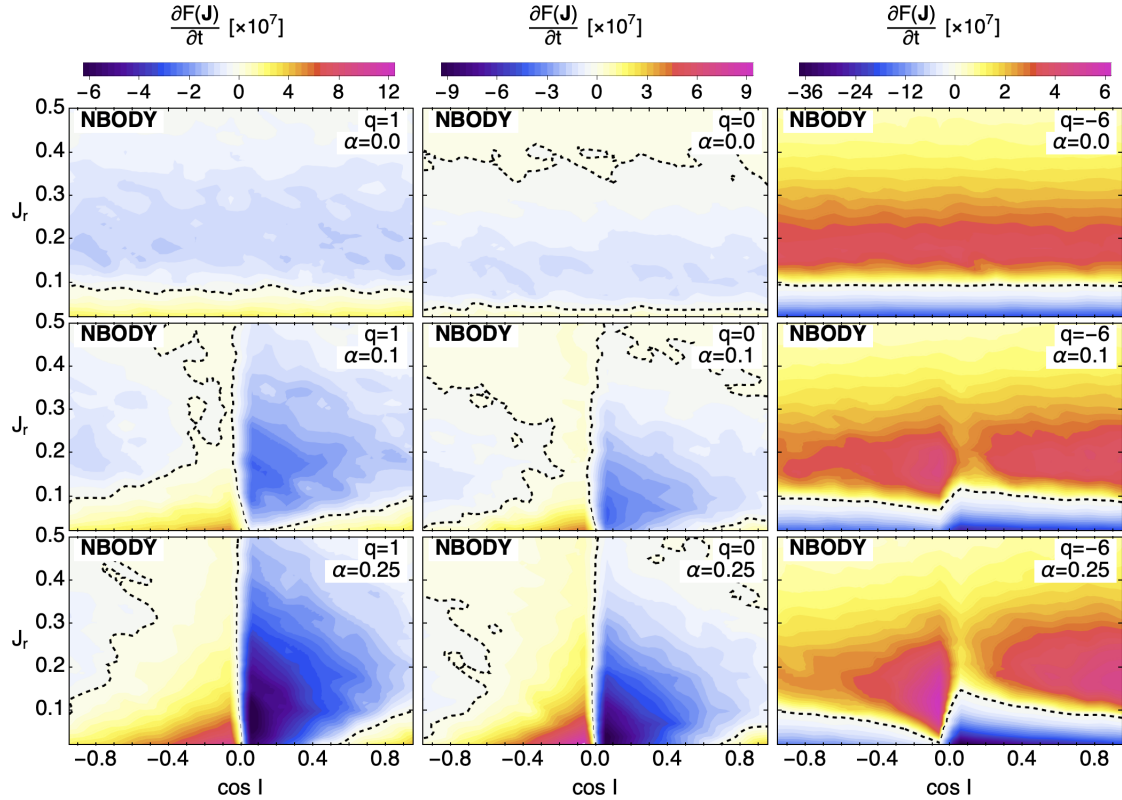 ∂F(J)/∂t [×10⁷] ∂F(J)/∂t [×10⁷] ∂F(J)/∂t [×10⁷]
−6 −4 −2 0 4 8 12 −9 −6 −3 0 3 6 9 −36 −24 −12 0 2 4 6
0.5 NBODY q=1 NBODY q=0 NBODY q=−6
α=0.0 α=0.0 α=0.0
0.4
0.3
Jr
0.2
0.1
0.5 NBODY q=1 NBODY q=0 NBODY q=−6
α=0.1 α=0.1 α=0.1
0.4
0.3
Jr
0.2
0.1
0.5 NBODY q=1 NBODY q=0 NBODY q=−6
α=0.25 α=0.25 α=0.25
0.4
0.3
Jr
0.2
0.1
−0.8 −0.4 0.0 0.4 0.8 −0.8 −0.4 0.0 0.4 0.8 −0.8 −0.4 0.0 0.4 0.8
cos I cos I cos I